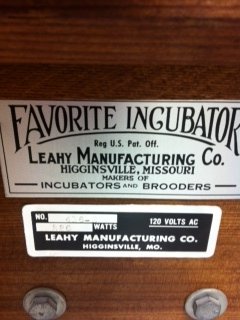 FAVORITE INCUBATOR
Reg U.S. Pat. Off.
LEAHY MANUFACTURING CO.
HIGGINSVILLE, MISSOURI
MAKERS OF
INCUBATORS AND BROODERS
NO. 120 VOLTS AC
WATTS
LEAHY MANUFACTURING CO.
HIGGINSVILLE, MO.